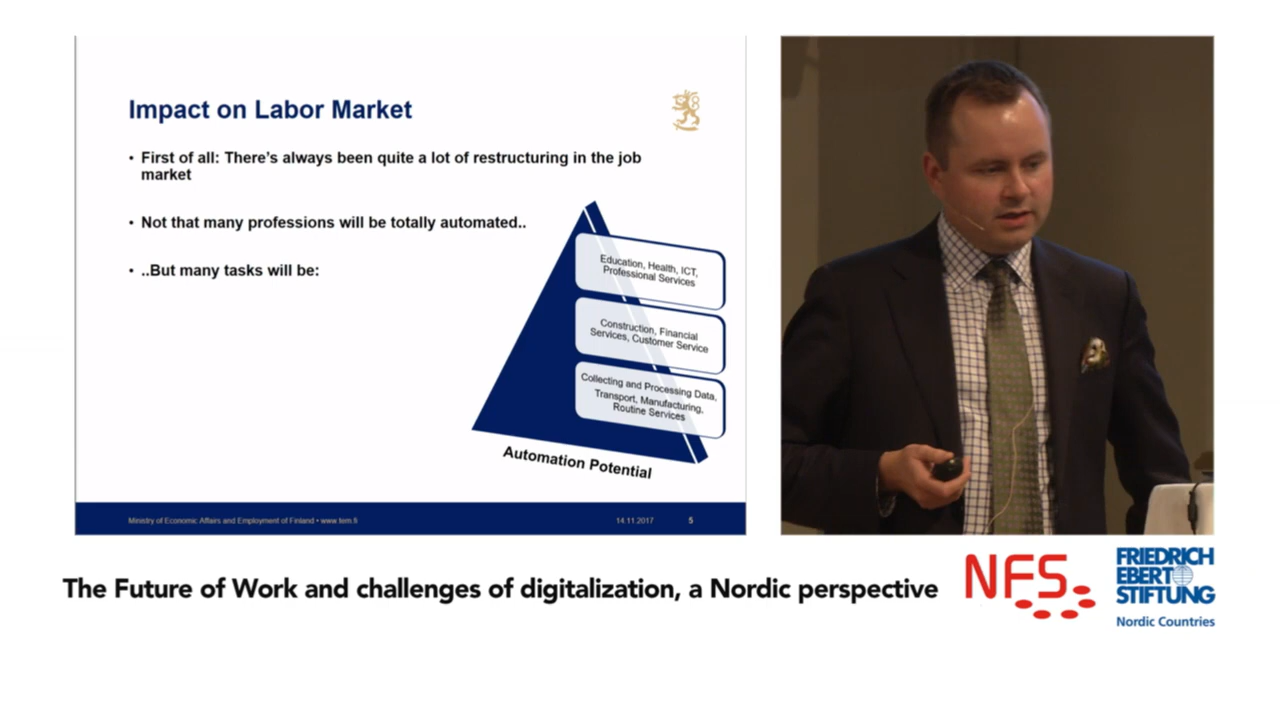 Impact on Labor Market
• First of all: There's always been quite a lot of restructuring in the job
market
• Not that many professions will be totally automated..
• ..But many tasks will be:
Education, Health, ICT,
Professional Services
Construction, Financial
Services, Customer Service
Collecting and Processing Data,
Transport, Manufacturing,
Routine Services
Automation Potential
Ministry of Economic Affairs and Employment of Finland • www.tem.fi
14.11.2017
5
The Future of Work and challenges of digitalization, a Nordic perspective
NFS
FRIEDRICH
EBERT
STIFTUNG
Nordic Countries